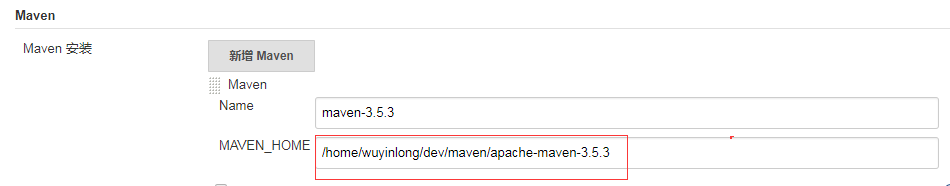 Maven
Maven 安装
新增 Maven
Maven
Name
maven-3.5.3
MAVEN_HOME
/home/wuyinlong/dev/maven/apache-maven-3.5.3